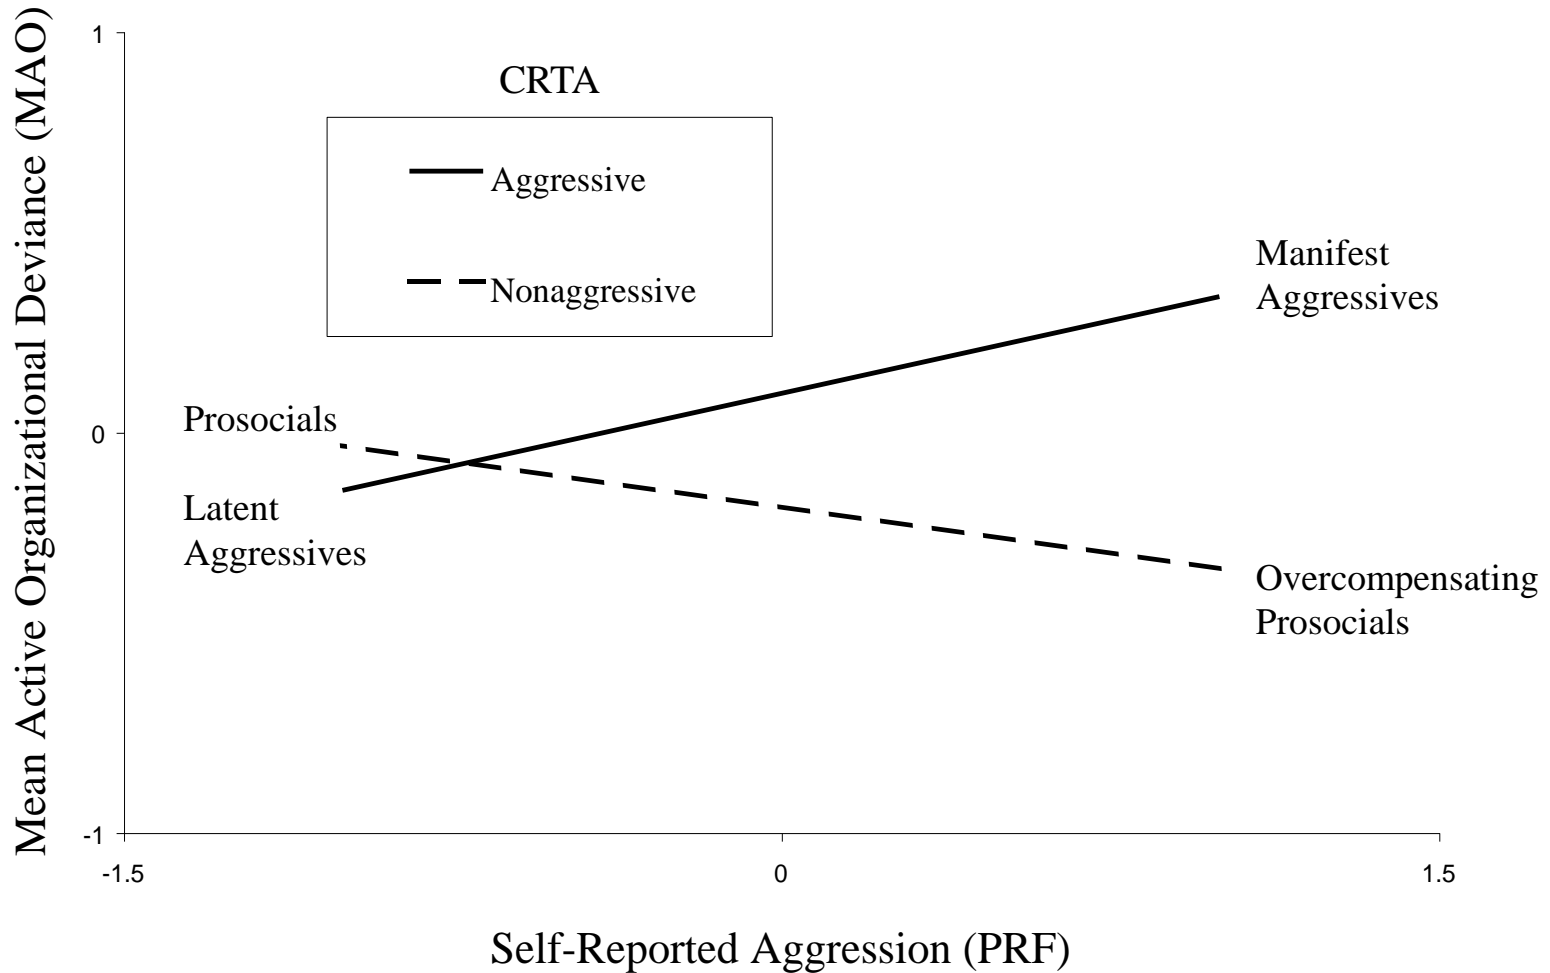 Mean Active Organizational Deviance (MAO)
1
CRTA
Aggressive
Nonaggressive
Manifest
Aggressives
Prosocials
0
Latent
Aggressives
Overcompensating
Prosocials
-1
-1.5
0
1.5
Self-Reported Aggression (PRF)